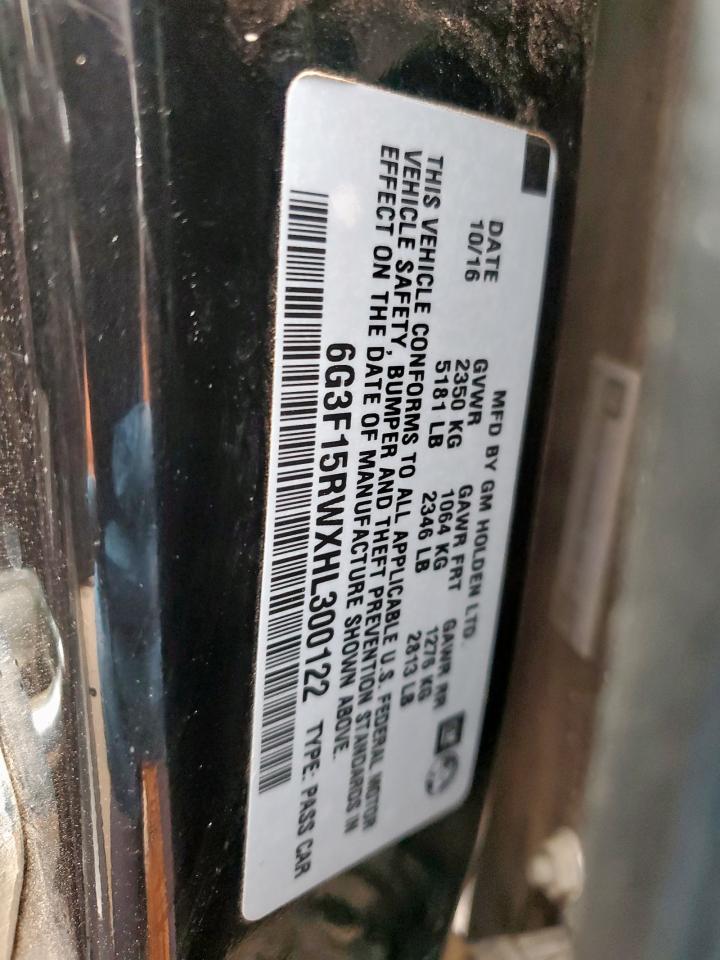 MFD BY GM HOLDEN LTD.
DATE GVWR GAWR FRT GAWR RR
10/16 2350 KG 1064 KG 1276 KG
5181 LB 2346 LB 2813 LB
THIS VEHICLE CONFORMS TO ALL APPLICABLE U.S. FEDERAL MOTOR
VEHICLE SAFETY, BUMPER AND THEFT PREVENTION STANDARDS IN
EFFECT ON THE DATE OF MANUFACTURE SHOWN ABOVE.
6G3F15RWXHL300122 TYPE: PASS CAR